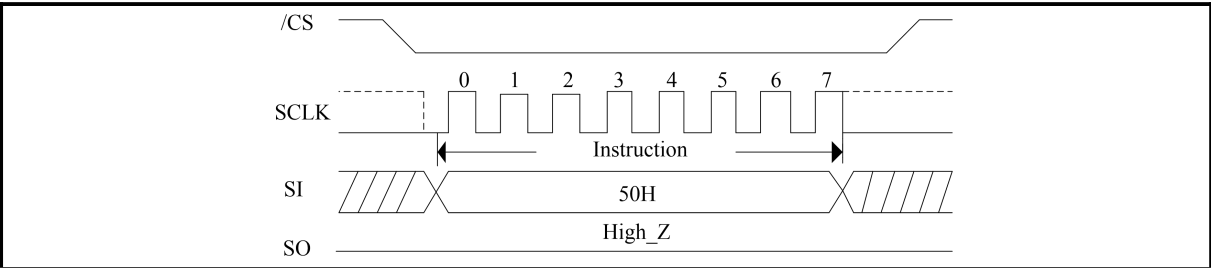 /CS
0 1 2 3 4 5 6 7
SCLK
Instruction
SI
50H
High_Z
SO